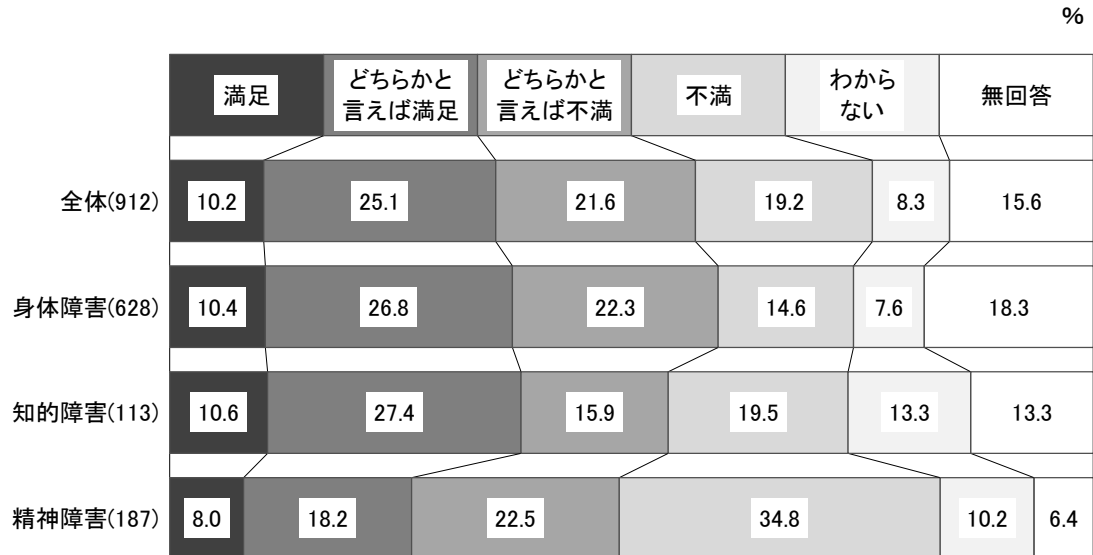 %
満足
どちらかと
言えば満足
どちらかと
言えば不満
不満
わから
ない
無回答
全体(912) 10.2 25.1 21.6 19.2 8.3 15.6
身体障害(628) 10.4 26.8 22.3 14.6 7.6 18.3
知的障害(113) 10.6 27.4 15.9 19.5 13.3 13.3
精神障害(187) 8.0 18.2 22.5 34.8 10.2 6.4